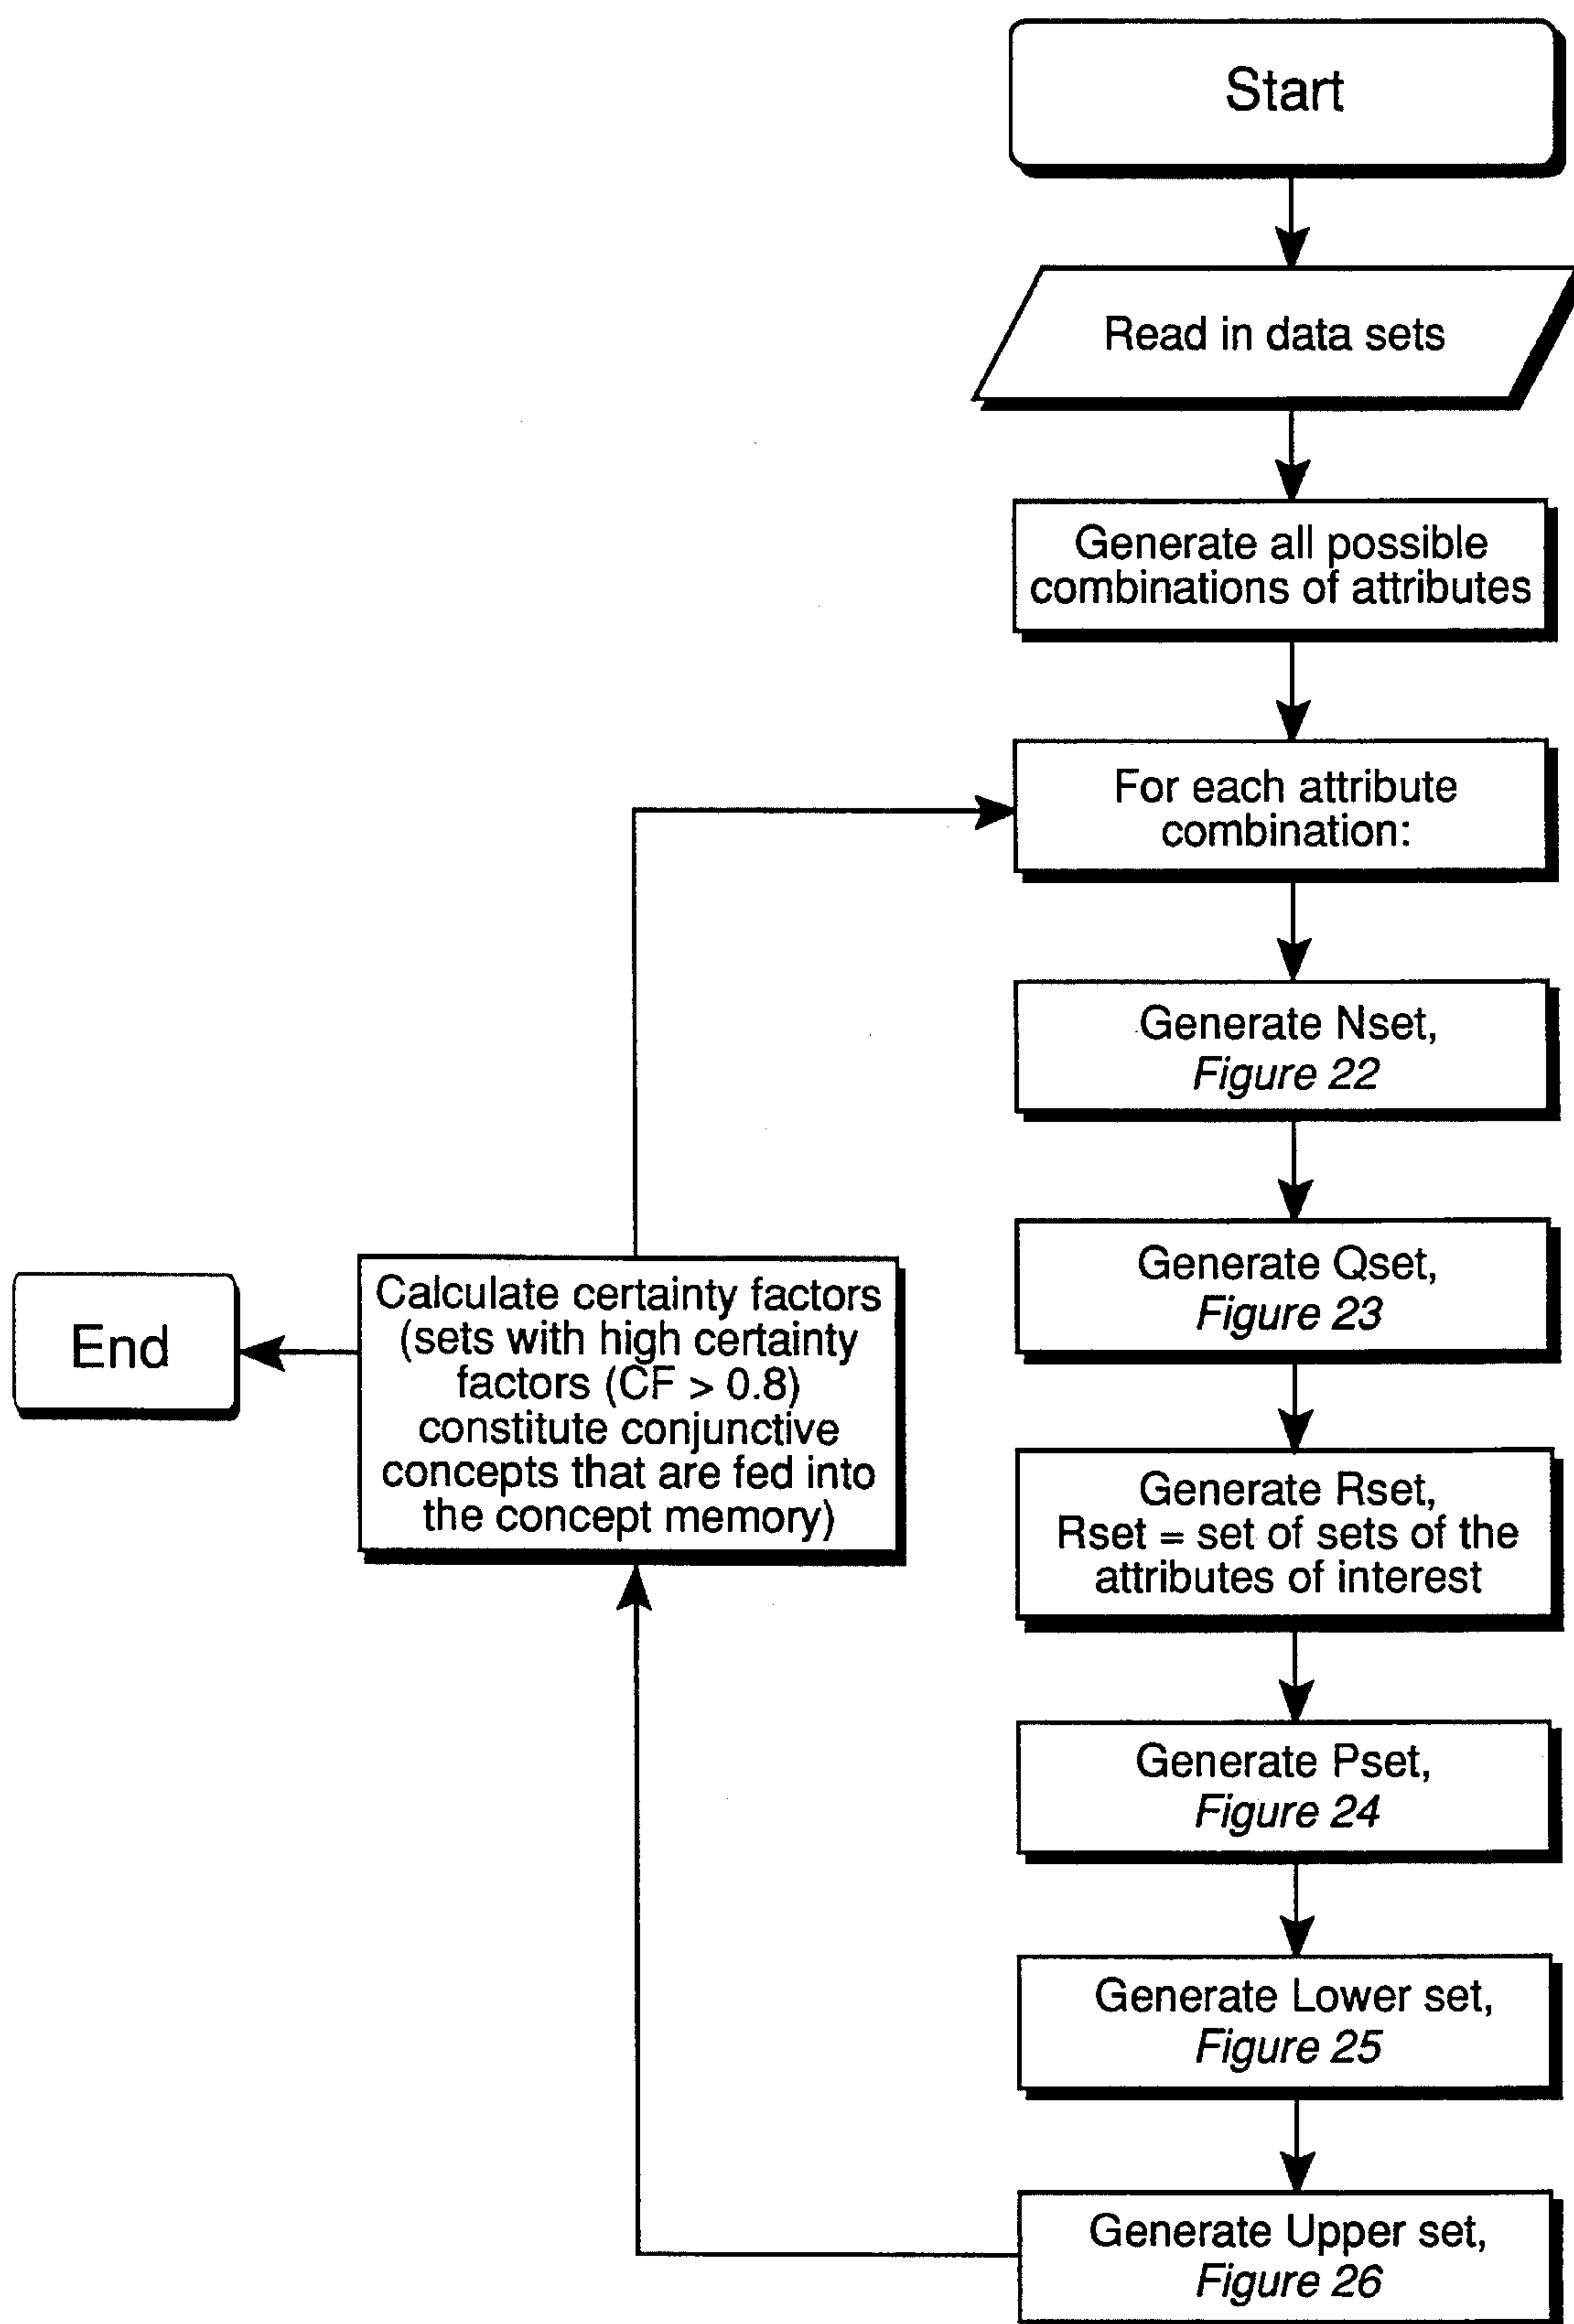 Start
Read in data sets
Generate all possible
combinations of attributes
For each attribute
combination:
Generate Nset,
Figure 22
Generate Qset,
Figure 23
Generate Rset,
Rset = set of sets of the
attributes of interest
Generate Pset,
Figure 24
Generate Lower set,
Figure 25
Generate Upper set,
Figure 26
Calculate certainty factors
(sets with high certainty
factors (CF > 0.8)
constitute conjunctive
concepts that are fed into
the concept memory)
End